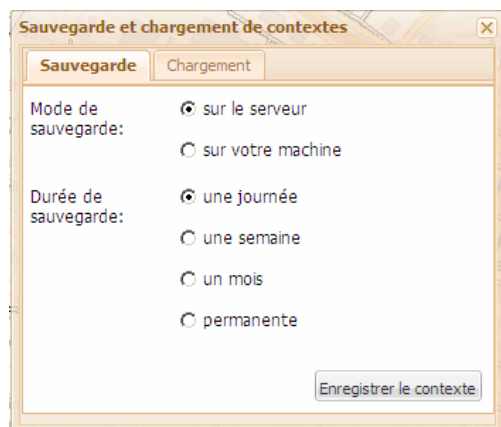 Sauvegarde et chargement de contextes
Sauvegarde Chargement
Mode de sauvegarde:
sur le serveur
sur votre machine
Durée de sauvegarde:
une journée
une semaine
un mois
permanente
Enregistrer le contexte